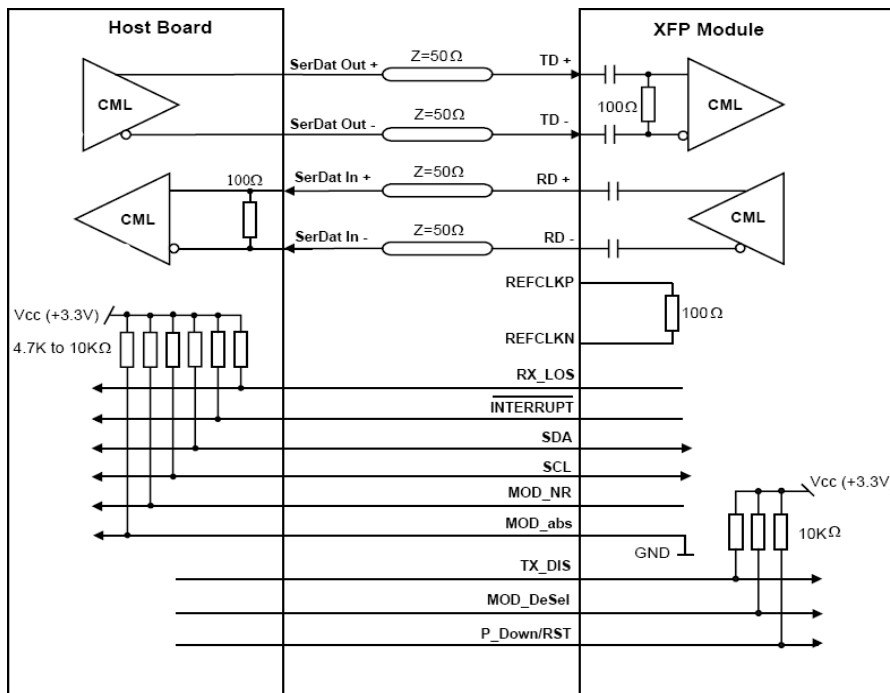 Host Board
XFP Module
SerDat Out +
Z=50Ω
TD +
CML
100Ω
CML
SerDat Out -
Z=50Ω
TD -
SerDat In +
Z=50Ω
RD +
100Ω
CML
CML
SerDat In -
Z=50Ω
RD -
REFCLKP
100Ω
REFCLKN
Vcc (+3.3V)
4.7K to 10KΩ
RX_LOS
INTERRUPT
SDA
SCL
MOD_NR
Vcc (+3.3V
MOD_abs
10KΩ
GND
TX_DIS
MOD_DeSel
P_Down/RST